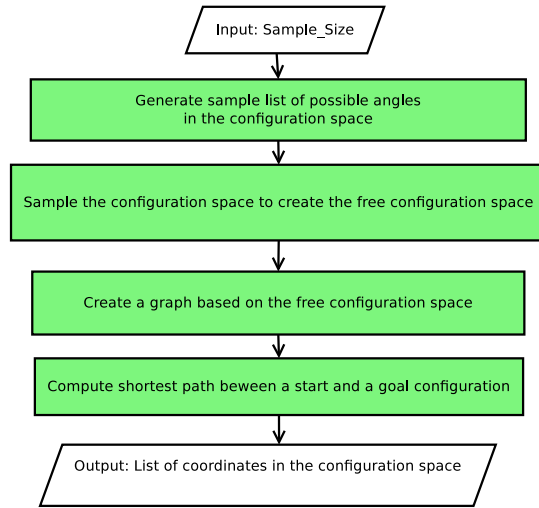 Input: Sample_Size
Generate sample list of possible angles
in the configuration space
Sample the configuration space to create the free configuration space
Create a graph based on the free configuration space
Compute shortest path beween a start and a goal configuration
Output: List of coordinates in the configuration space